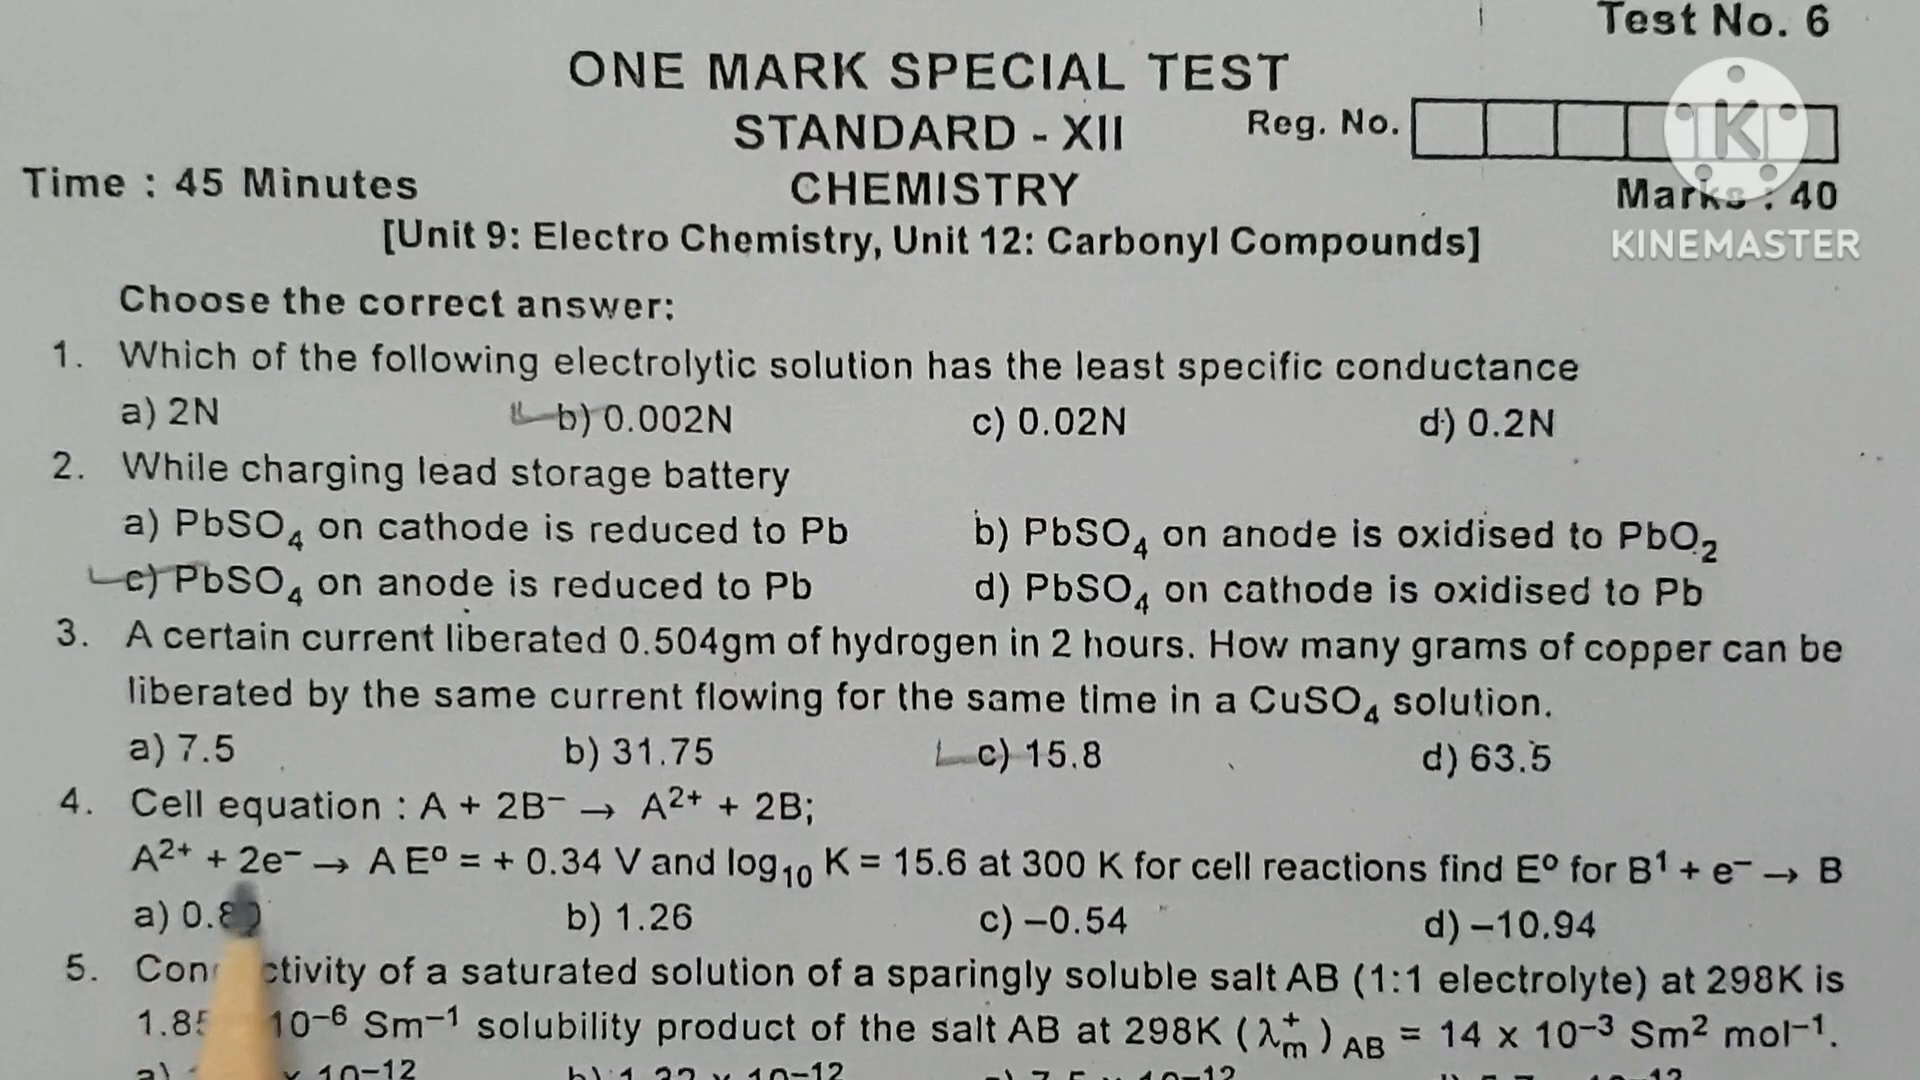 Test No. 6
ONE MARK SPECIAL TEST
STANDARD - XII
Reg. No.
Time : 45 Minutes
CHEMISTRY
Marks : 40
KINEMASTER
[Unit 9: Electro Chemistry, Unit 12: Carbonyl Compounds]
Choose the correct answer:
1. Which of the following electrolytic solution has the least specific conductance
a) 2N b) 0.002N c) 0.02N d) 0.2N
2. While charging lead storage battery
a) PbSO₄ on cathode is reduced to Pb b) PbSO₄ on anode is oxidised to PbO₂
c) PbSO₄ on anode is reduced to Pb d) PbSO₄ on cathode is oxidised to Pb
3. A certain current liberated 0.504gm of hydrogen in 2 hours. How many grams of copper can be
liberated by the same current flowing for the same time in a CuSO₄ solution.
a) 7.5 b) 31.75 c) 15.8 d) 63.5
4. Cell equation : A + 2B⁻ → A²⁺ + 2B;
A²⁺ + 2e⁻ → A Eº = + 0.34 V and log₁₀ K = 15.6 at 300 K for cell reactions find Eº for B¹ + e⁻ → B
a) b) 1.26 c) −0.54 d) −10.94
5. of a saturated solution of a sparingly soluble salt AB (1:1 electrolyte) at 298K is
10⁻⁶ Sm⁻¹ solubility product of the salt AB at 298K (λ⁺ₘ) AB = 14 x 10⁻³ Sm² mol⁻¹.